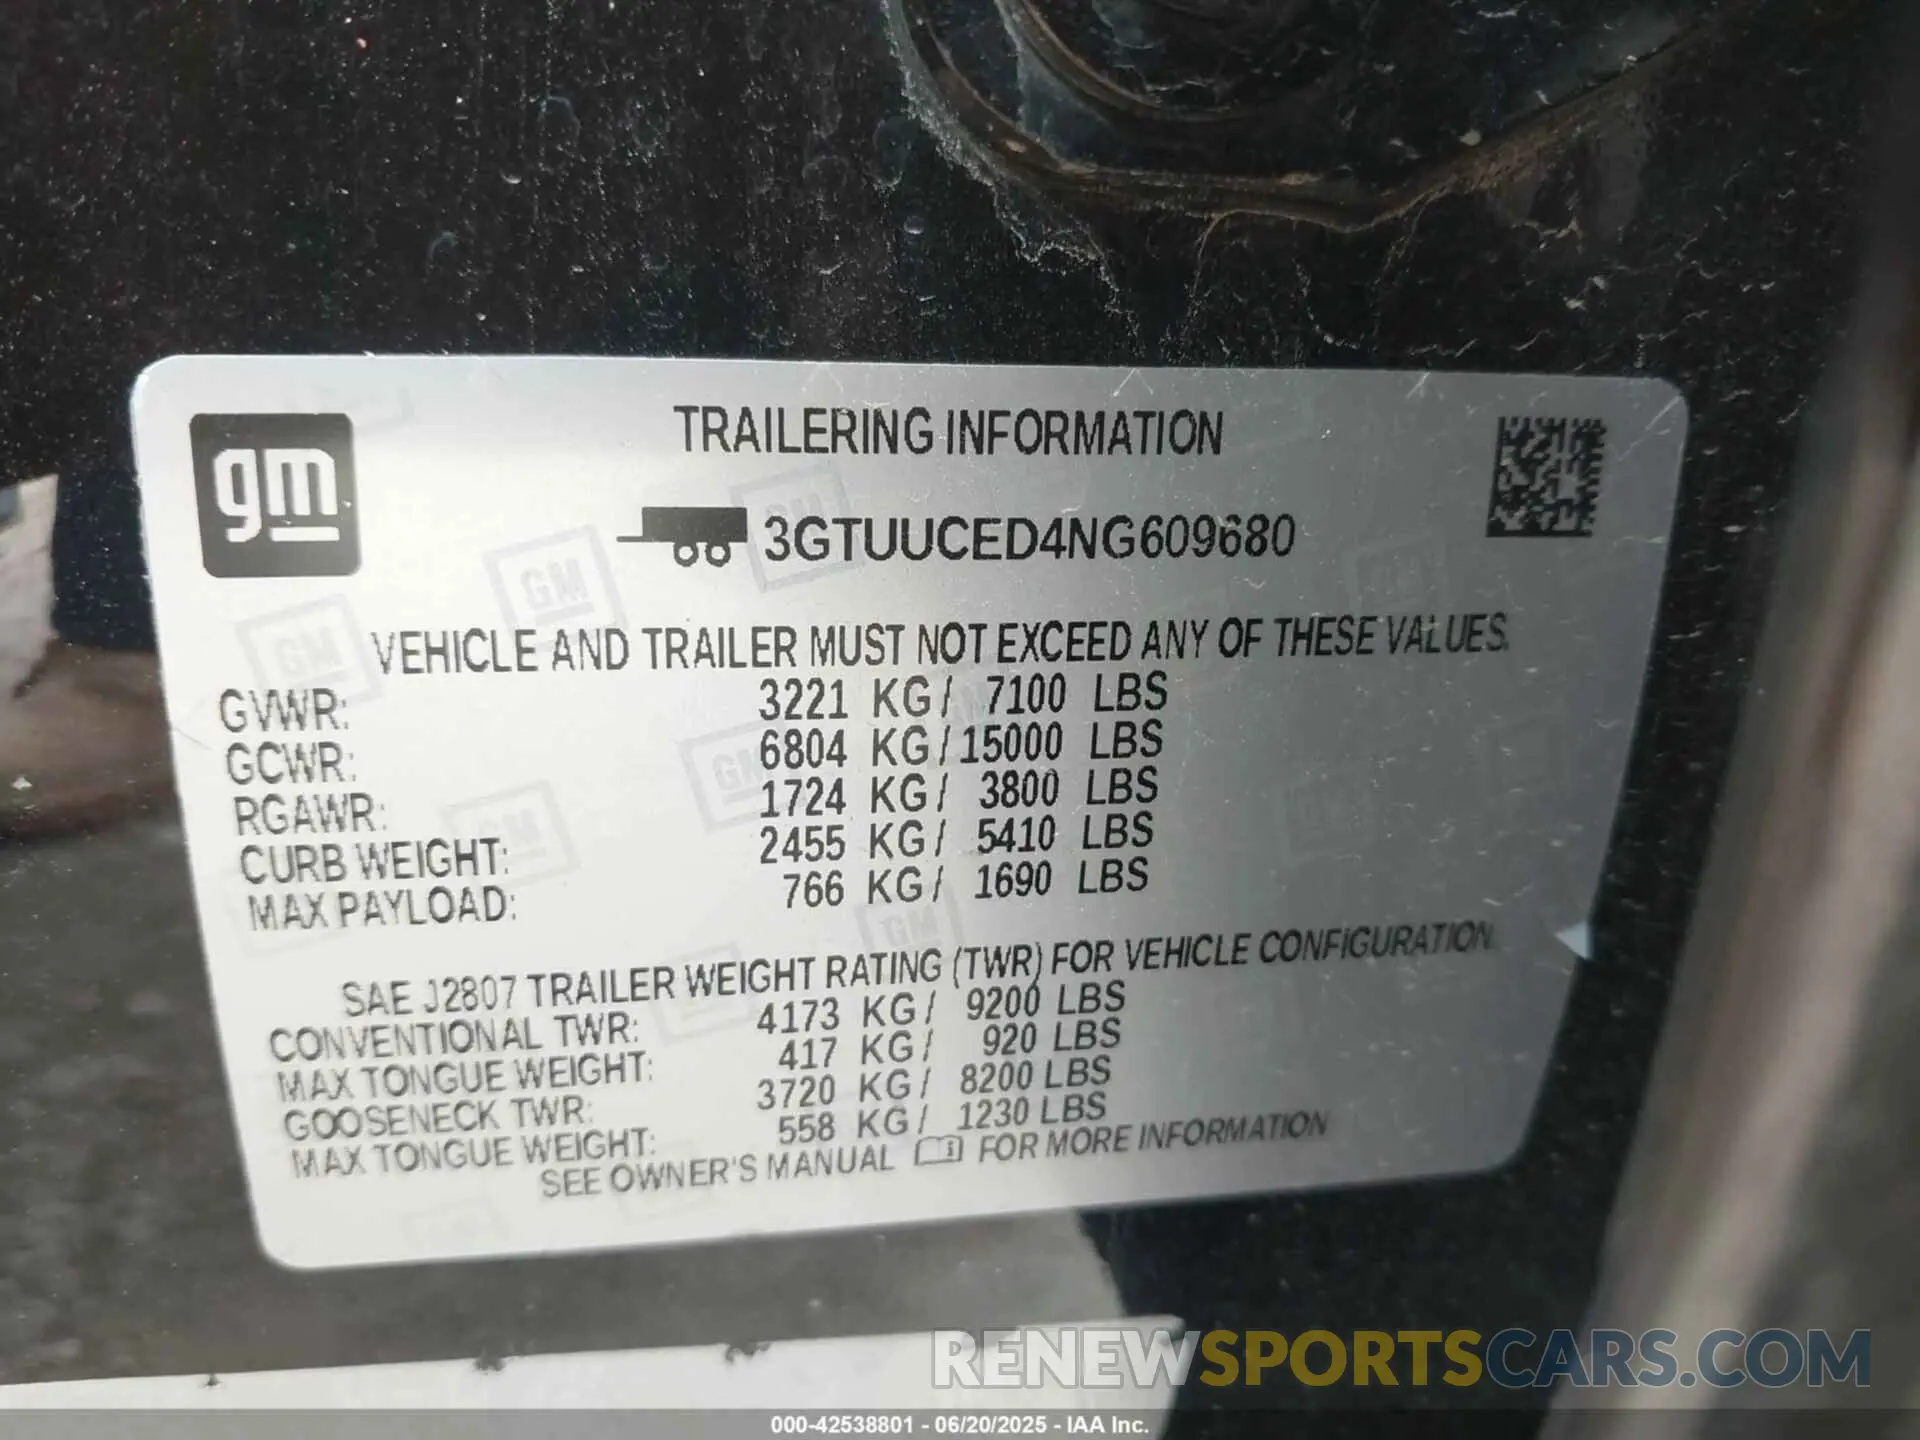 gm
TRAILERING INFORMATION
3GTUUCED4NG609680
VEHICLE AND TRAILER MUST NOT EXCEED ANY OF THESE VALUES.
GVWR: 3221 KG / 7100 LBS
GCWR: 6804 KG / 15000 LBS
RGAWR: 1724 KG / 3800 LBS
CURB WEIGHT: 2455 KG / 5410 LBS
MAX PAYLOAD: 766 KG / 1690 LBS
SAE J2807 TRAILER WEIGHT RATING (TWR) FOR VEHICLE CONFIGURATION
CONVENTIONAL TWR: 4173 KG / 9200 LBS
MAX TONGUE WEIGHT: 417 KG / 920 LBS
GOOSENECK TWR: 3720 KG / 8200 LBS
MAX TONGUE WEIGHT: 558 KG / 1230 LBS
SEE OWNER'S MANUAL FOR MORE INFORMATION
RENEWSPORTSCARS.COM
000-42538801 - 06/20/2025 - IAA Inc.